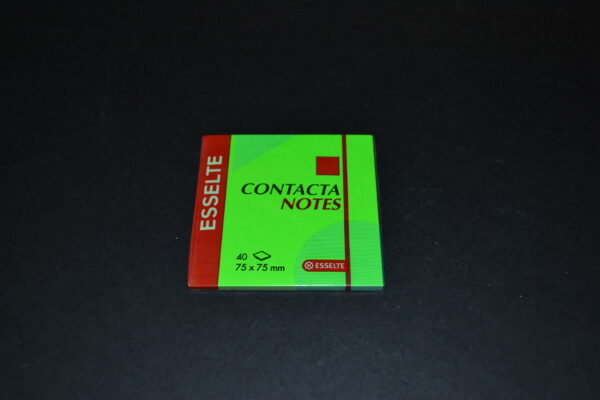 ESSELTE
CONTACTA
NOTES
40
75 x 75 mm
ESSELTE